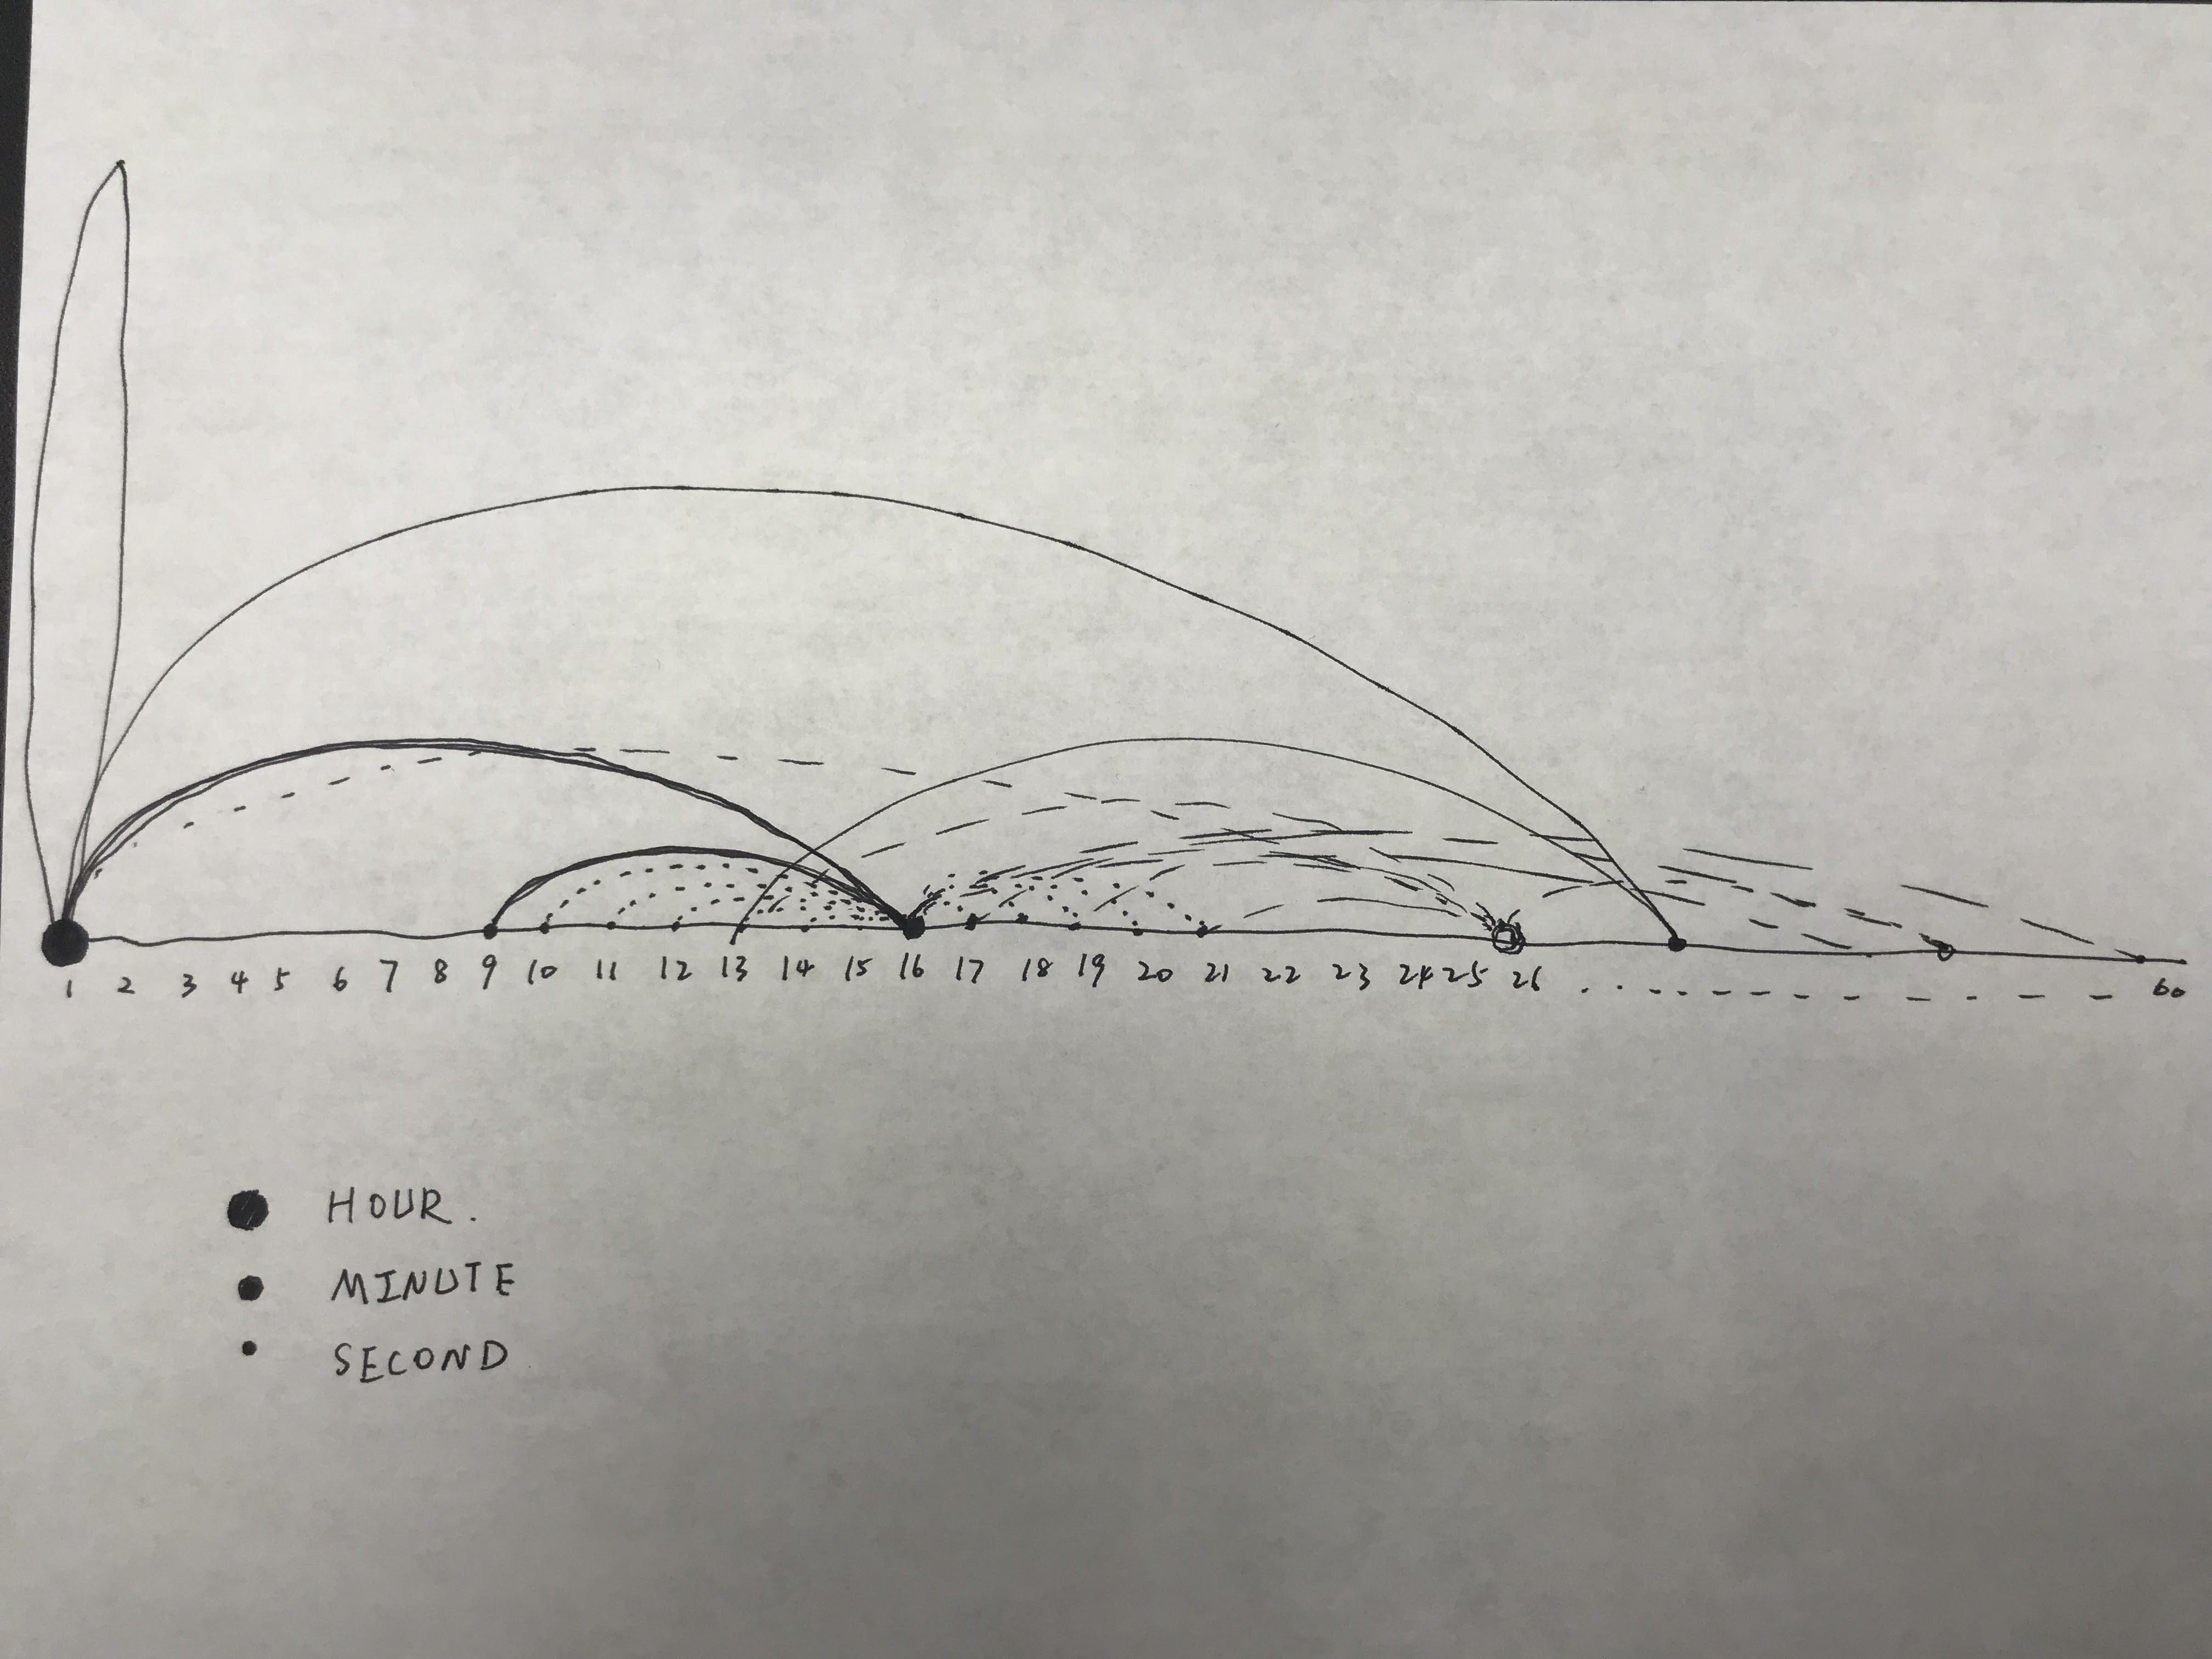 1 2 3 4 5 6 7 8 9 10 11 12 13 14 15 16 17 18 19 20 21 22 23 24 25 26 . . - - - - - - - - - - - 60
HOUR.
MINUTE
SECOND